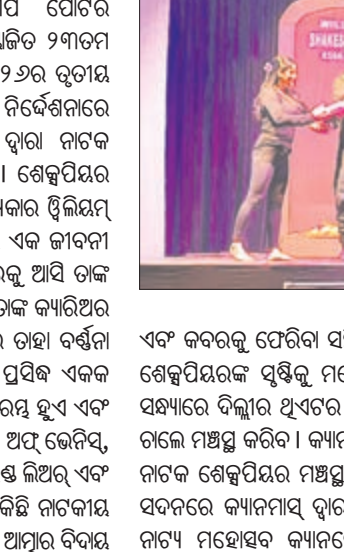 ପୋଟର
୨୩ତମ
୨୬ର ତୃତୀୟ
ନିର୍ଦ୍ଦେଶନାରେ
ଦ୍ୱାରା ନାଟକ
। ଶେକ୍ସପିୟର
ୱିଲିୟମ୍
ଏକ ଜୀବନୀ
ଆସି ତାଙ୍କ
କ୍ୟାରିଅର
ତାହା ବର୍ଣ୍ଣନା
ପ୍ରସିଦ୍ଧ ଏକକ
ହୁଏ ଏବଂ
ଅଫ୍ ଭେନିସ୍,
ଲିଅର୍ ଏବଂ
କିଛି ନାଟକୀୟ
ଆତ୍ମାର ବିଦାୟ
SHAKES
ଏବଂ କବରକୁ ଫେରିବା
ଶେକ୍ସପିୟରଙ୍କ ସୃଷ୍ଟିକୁ
ସନ୍ଧ୍ୟାରେ ଦିଲ୍ଲୀର ଥିଏଟର
ଚାଲେ ମଞ୍ଚସ୍ଥ କରିବ ।
ନାଟକ ଶେକ୍ସପିୟର ମଞ୍ଚସ୍ଥ
ସଦନରେ କ୍ୟାନମାସ୍
ନାଟ୍ୟ ମହୋତ୍ସବ